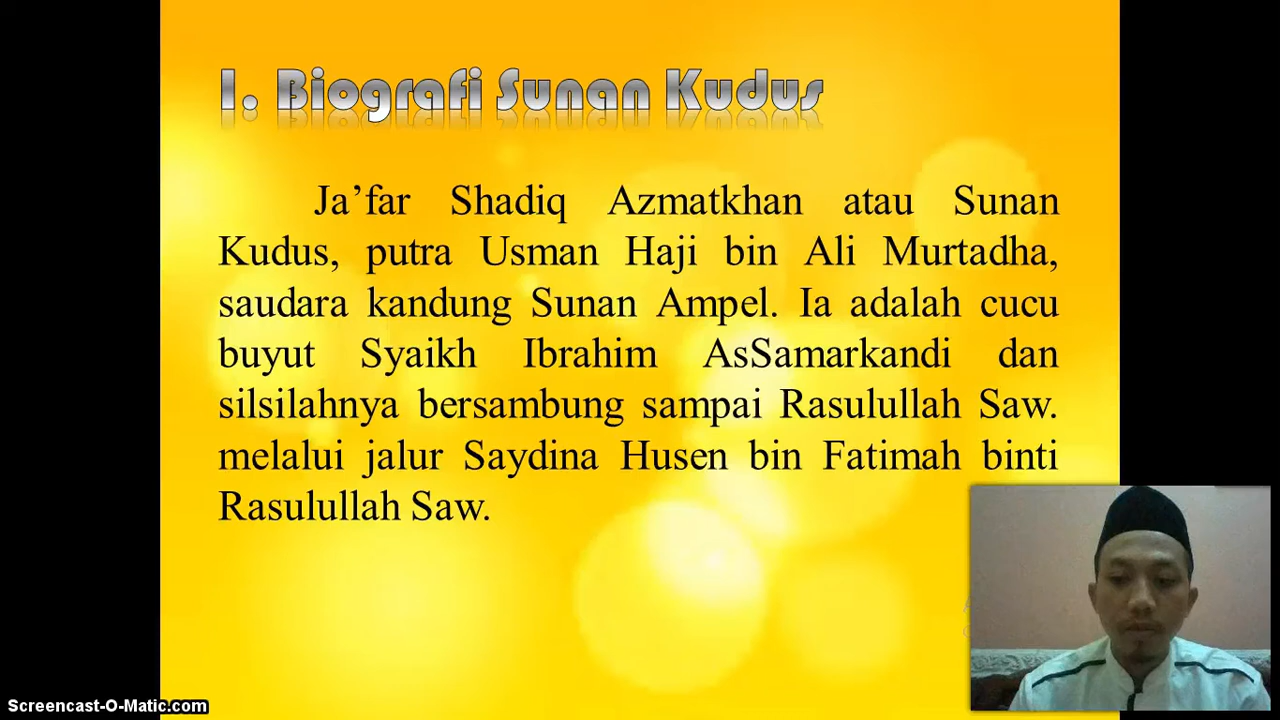 1. Biografi Sunan Kudus
Ja’far Shadiq Azmatkhan atau Sunan
Kudus, putra Usman Haji bin Ali Murtadha,
saudara kandung Sunan Ampel. Ia adalah cucu
buyut Syaikh Ibrahim AsSamarkandi dan
silsilahnya bersambung sampai Rasulullah Saw.
melalui jalur Saydina Husen bin Fatimah binti
Rasulullah Saw.
Screencast-O-Matic.com